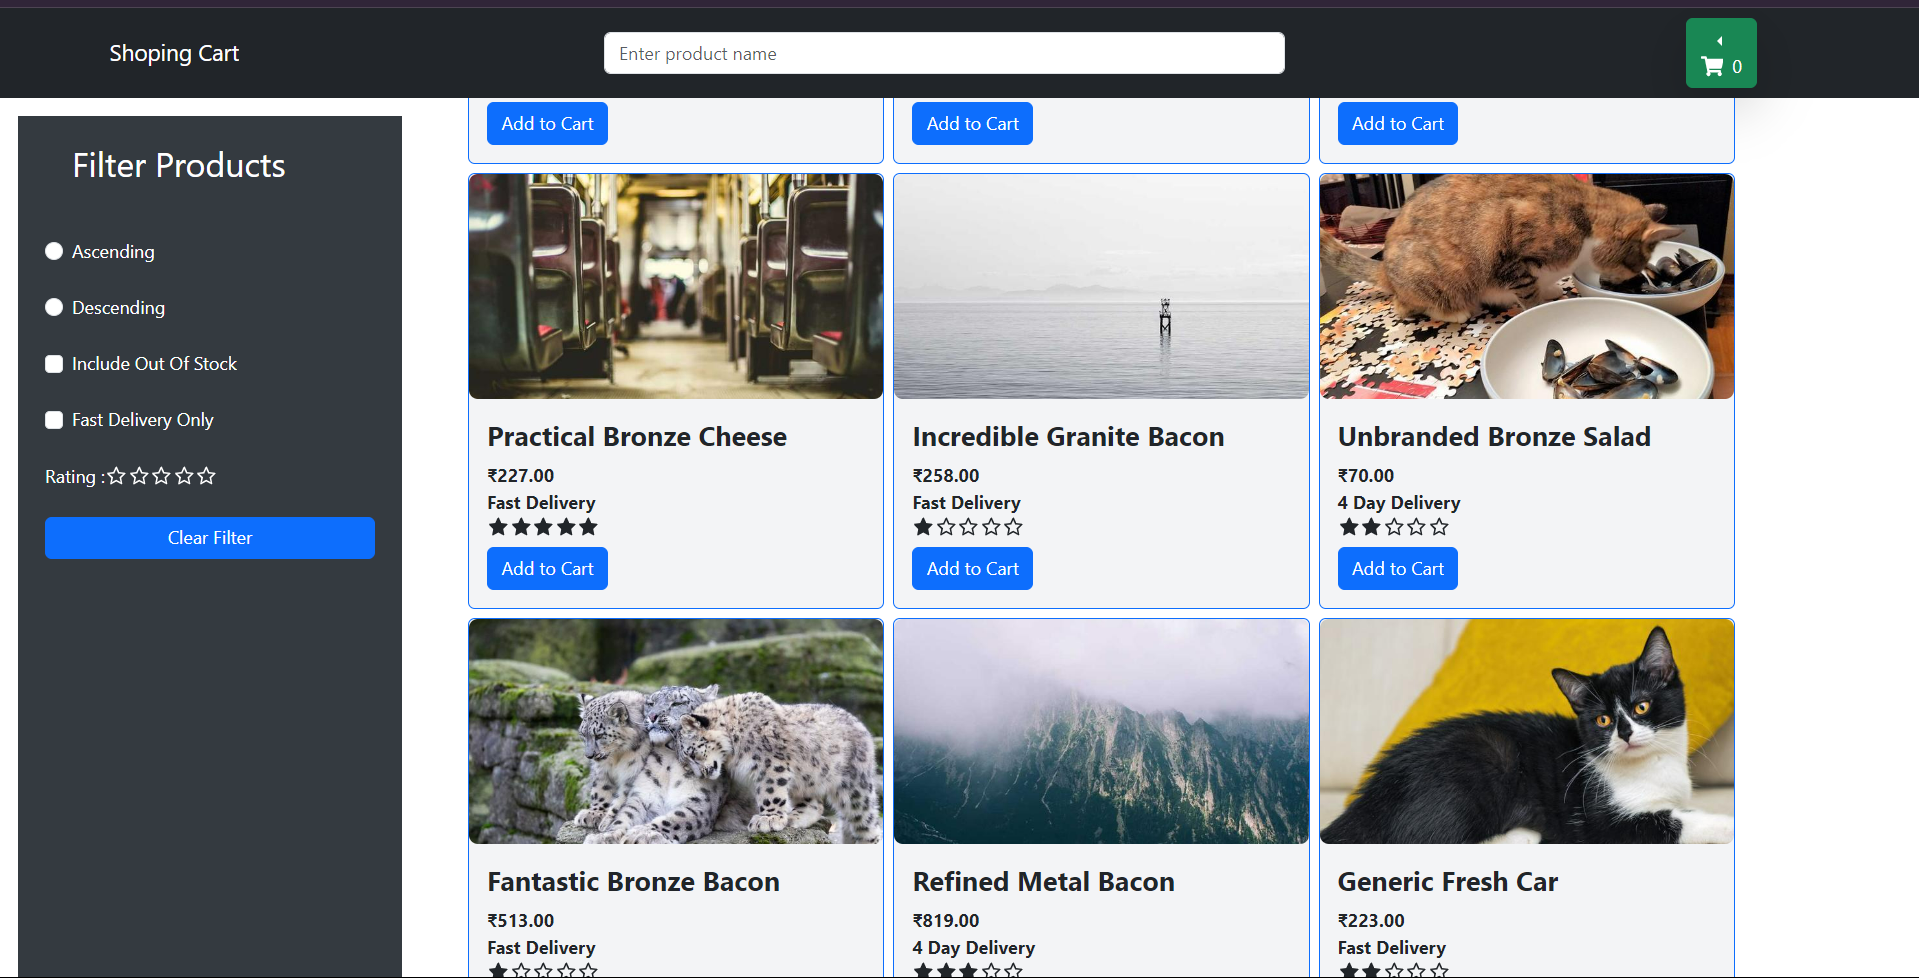 Shoping Cart
Enter product name
0
Filter Products
Ascending
Descending
Include Out Of Stock
Fast Delivery Only
Rating :
Clear Filter
Add to Cart
Add to Cart
Add to Cart
Practical Bronze Cheese
₹227.00
Fast Delivery
Add to Cart
Incredible Granite Bacon
₹258.00
Fast Delivery
Add to Cart
Unbranded Bronze Salad
₹70.00
4 Day Delivery
Add to Cart
Fantastic Bronze Bacon
₹513.00
Fast Delivery
Refined Metal Bacon
₹819.00
4 Day Delivery
Generic Fresh Car
₹223.00
Fast Delivery